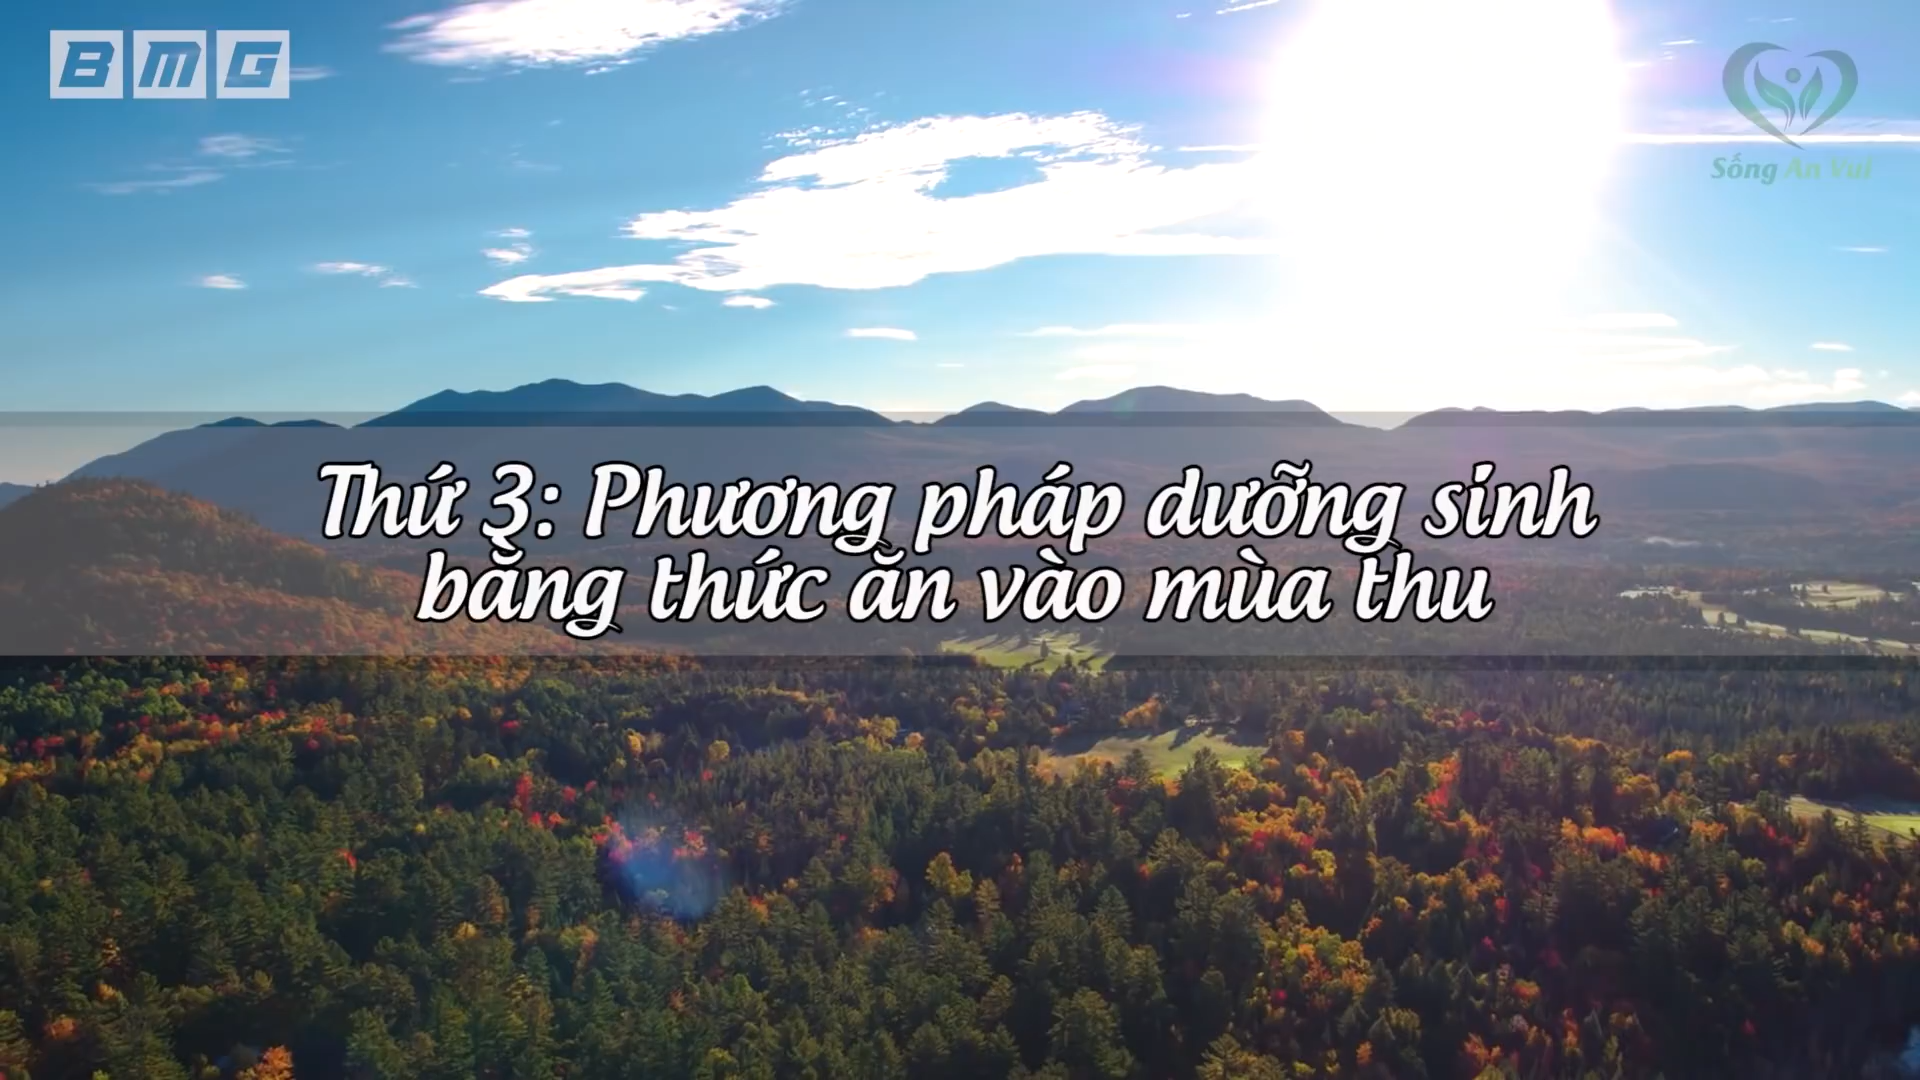 BMG
Sống An Vui
Thứ 3: Phương pháp dưỡng sinh
bằng thức ăn vào mùa thu